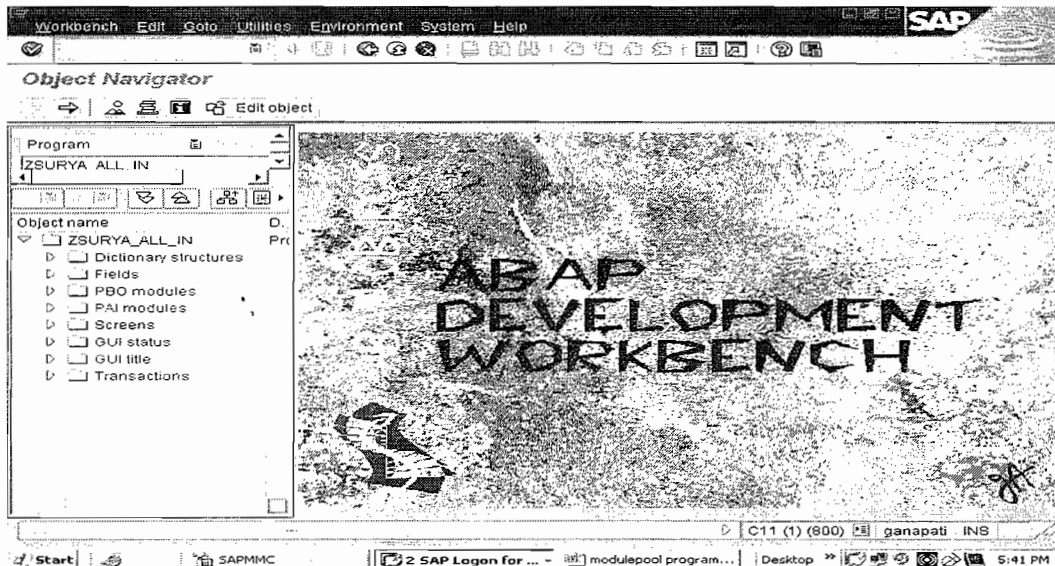 Workbench Edit Goto Utilities Environment System Help
SAP
Object Navigator
Edit object
Program
ZSURYA_ALL_IN
Object name D..
ZSURYA_ALL_IN Pro
Dictionary structures
Fields
PBO modules
PAI modules
Screens
GUI status
GUI title
Transactions
ABAP
DEVELOPMENT
WORKBENCH
C11 (1) (800) ganapati INS
Start SAPMMC 2 SAP Logon for ... modulepool program... Desktop » 5:41 PM